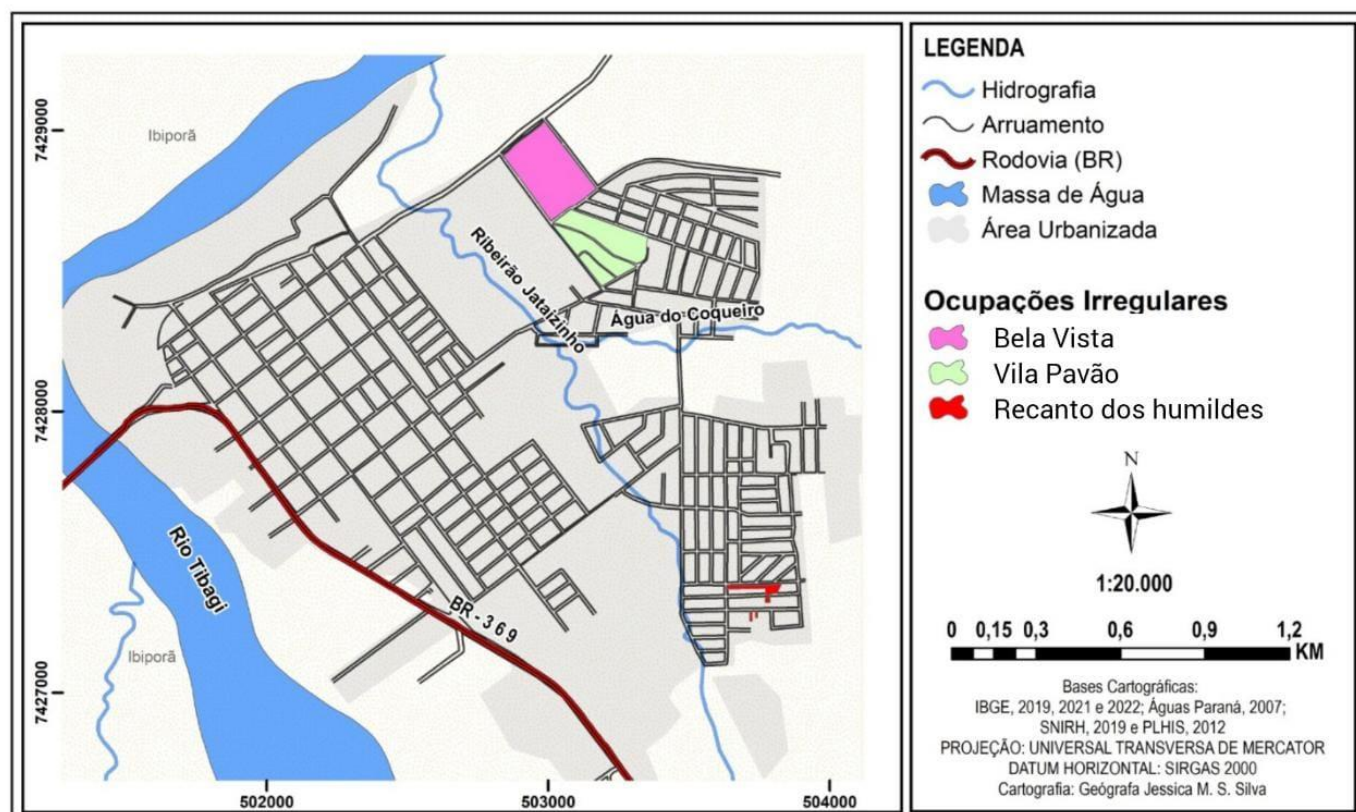 7429000
7428000
7427000
502000
503000
504000
Ibiporã
Ribeirão Jataizinho
Água do Coqueiro
Rio Tibagi
BR-369
Ibiporã
LEGENDA
Hidrografia
Arruamento
Rodovia (BR)
Massa de Água
Área Urbanizada
Ocupações Irregulares
Bela Vista
Vila Pavão
Recanto dos humildes
N
1:20.000
0 0,15 0,3 0,6 0,9 1,2
KM
Bases Cartográficas:
IBGE, 2019, 2021 e 2022; Águas Paraná, 2007;
SNIRH, 2019 e PLHIS, 2012
PROJEÇÃO: UNIVERSAL TRANSVERSA DE MERCATOR
DATUM HORIZONTAL: SIRGAS 2000
Cartografia: Geógrafa Jessica M. S. Silva